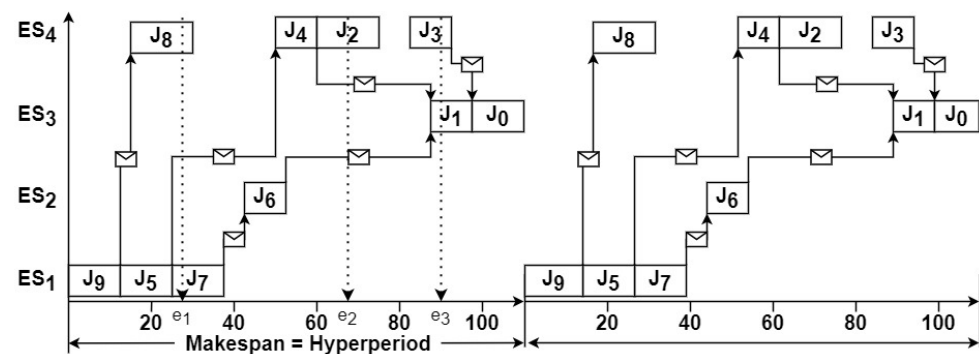 ES4 J8 J4 J2 J3 J8 J4 J2 J3
ES3 J1 J0 J1 J0
ES2 J6 J6
ES1 J9 J5 J7 J9 J5 J7
20 e1 40 60 e2 80 e3 100 20 40 60 80 100
Makespan = Hyperperiod